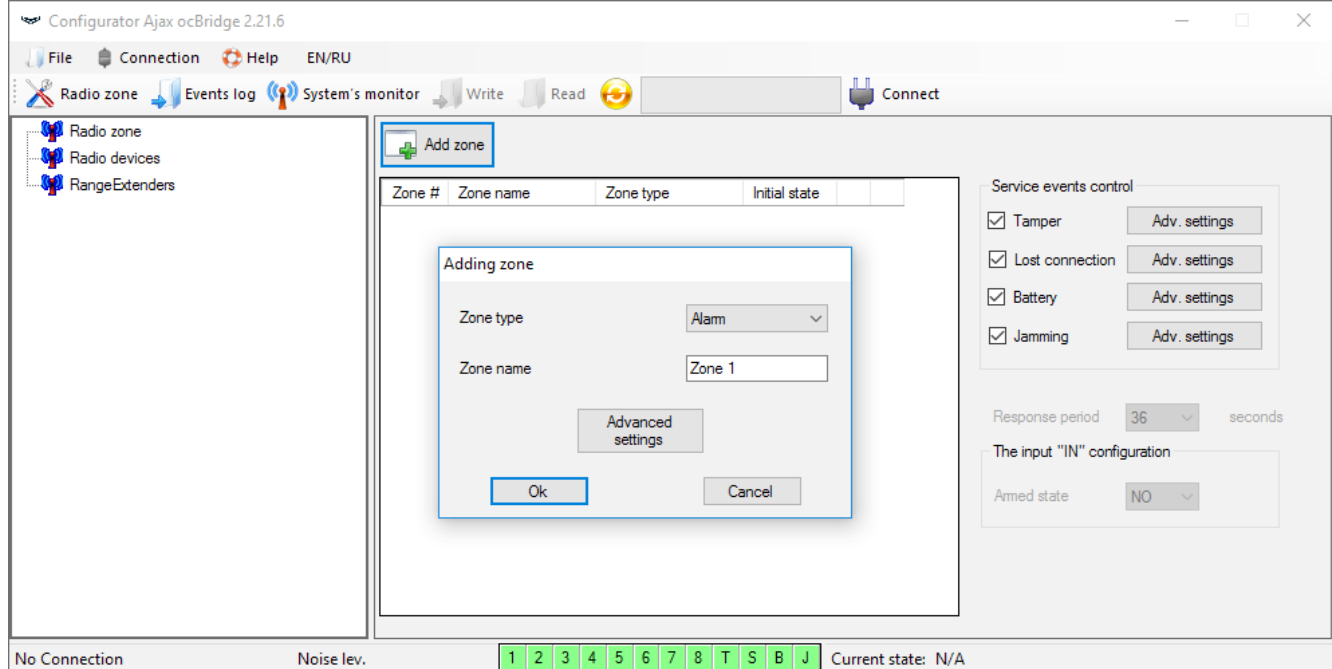 Configurator Ajax ocBridge 2.21.6
File Connection Help EN/RU
Radio zone Events log System's monitor Write Read Connect
Radio zone
Radio devices
RangeExtenders
Add zone
Zone # Zone name Zone type Initial state
Adding zone
Zone type Alarm
Zone name Zone 1
Advanced
settings
Ok Cancel
Service events control
Tamper Adv. settings
Lost connection Adv. settings
Battery Adv. settings
Jamming Adv. settings
Response period 36 seconds
The input "IN" configuration
Armed state NO
No Connection Noise lev. 1 2 3 4 5 6 7 8 T S B J Current state: N/A